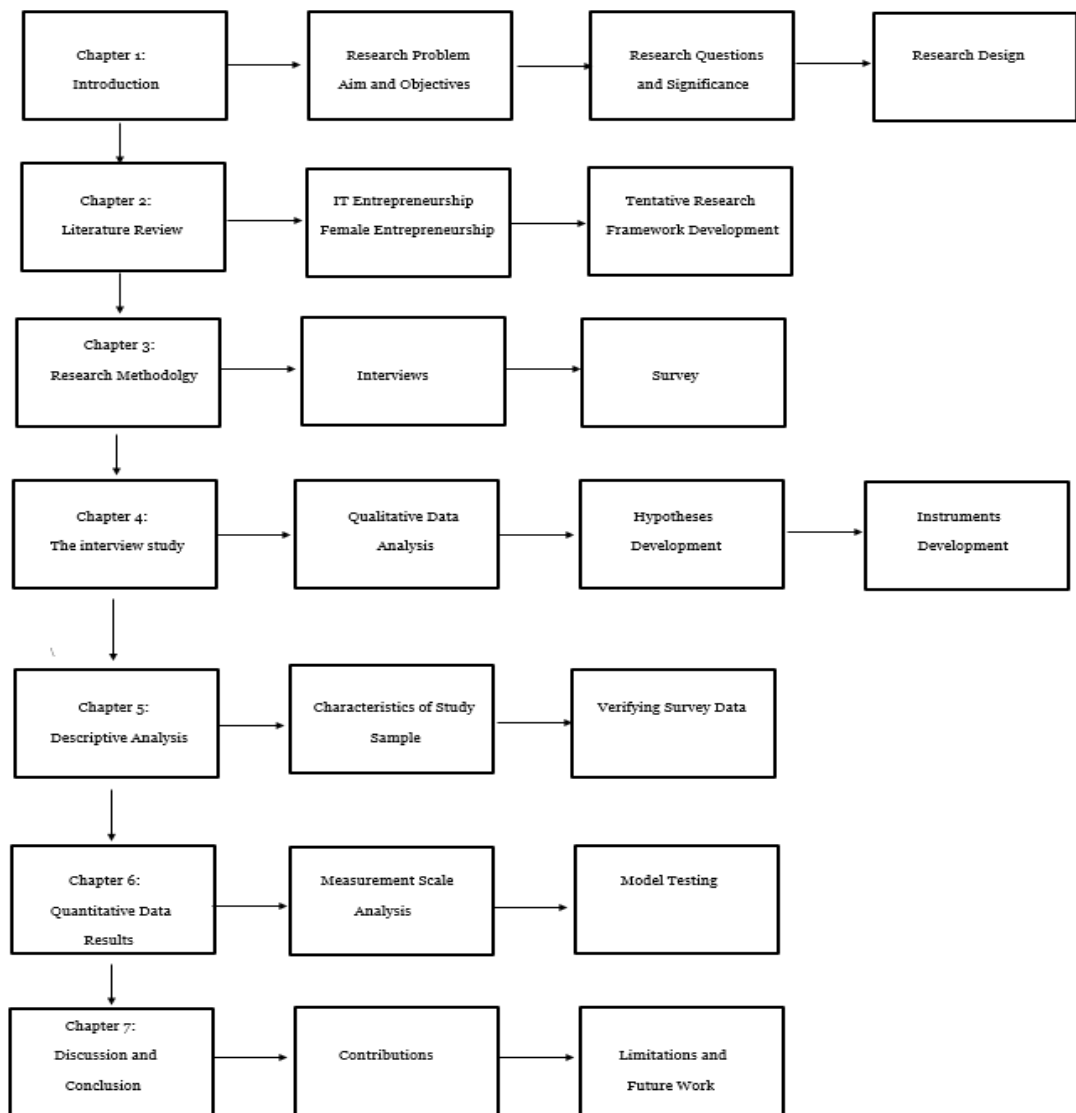 Chapter 1:
Introduction
Research Problem
Aim and Objectives
Research Questions
and Significance
Research Design
Chapter 2:
Literature Review
IT Entrepreneurship
Female Entrepreneurship
Tentative Research
Framework Development
Chapter 3:
Research Methodolgy
Interviews
Survey
Chapter 4:
The interview study
Qualitative Data
Analysis
Hypotheses
Development
Instruments
Development
\
Chapter 5:
Descriptive Analysis
Characteristics of Study
Sample
Verifying Survey Data
Chapter 6:
Quantitative Data
Results
Measurement Scale
Analysis
Model Testing
Chapter 7:
Discussion and
Conclusion
Contributions
Limitations and
Future Work